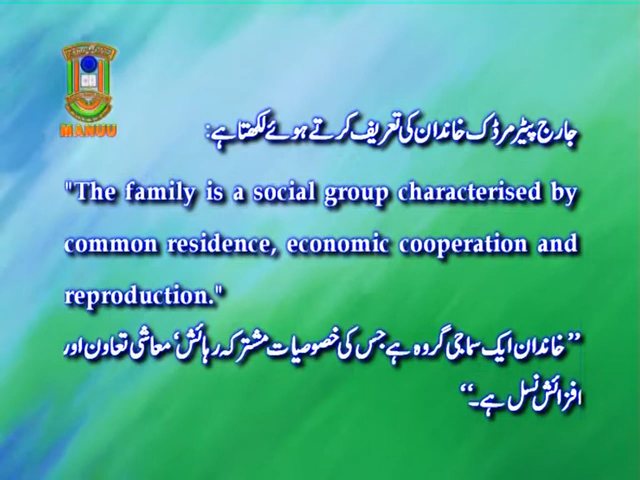 MANUU
جارج پیٹر مرڈک خاندان کی تعریف کرتے ہوئے لکھتا ہے:
"The family is a social group characterised by
common residence, economic cooperation and
reproduction."
’’خاندان ایک سماجی گروہ ہے جس کی خصوصیات مشترکہ رہائش‘ معاشی تعاون اور
افزائش نسل ہے۔‘‘